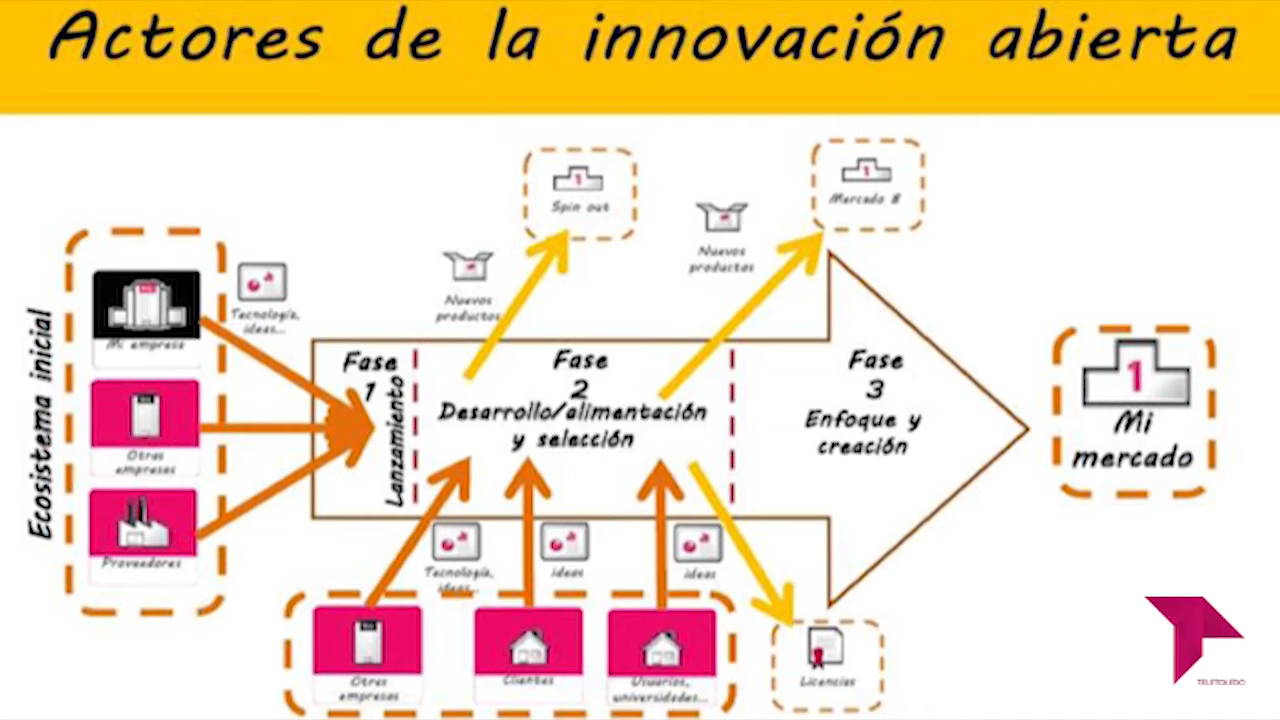 Actores de la innovación abierta
Spin out
Mercado B
Nuevos
productos
Nuevos
productos
Ecosistema inicial
Mi empresa
Tecnología,
ideas...
Otras
empresas
Proveedores
Fase
1
Lanzamiento
Fase
2
Desarrollo/alimentación
y selección
Fase
3
Enfoque y
creación
1
Mi
mercado
Tecnología,
ideas...
ideas
ideas
Otras
empresas
Clientes
Usuarios,
universidades...
Licencias
TELETOLEDO